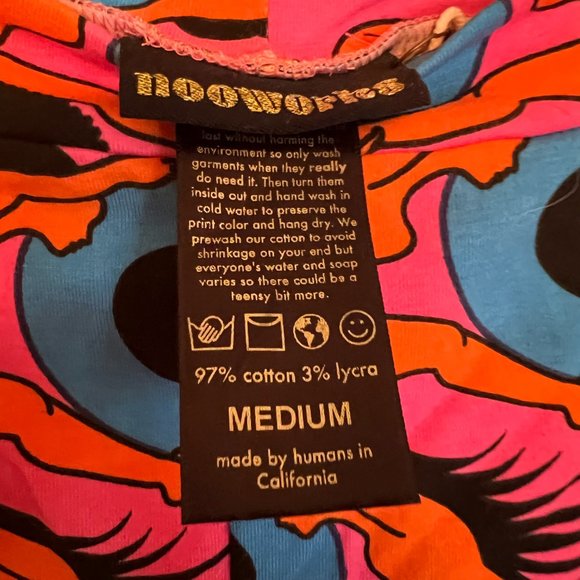 nooworks
last without harming the
environment so only wash
garments when they really
do need it. Then turn them
inside out and hand wash in
cold water to preserve the
print color and hang dry. We
prewash our cotton to avoid
shrinkage on your end but
everyone's water and soap
varies so there could be a
teensy bit more.
97% cotton 3% lycra
MEDIUM
made by humans in
California